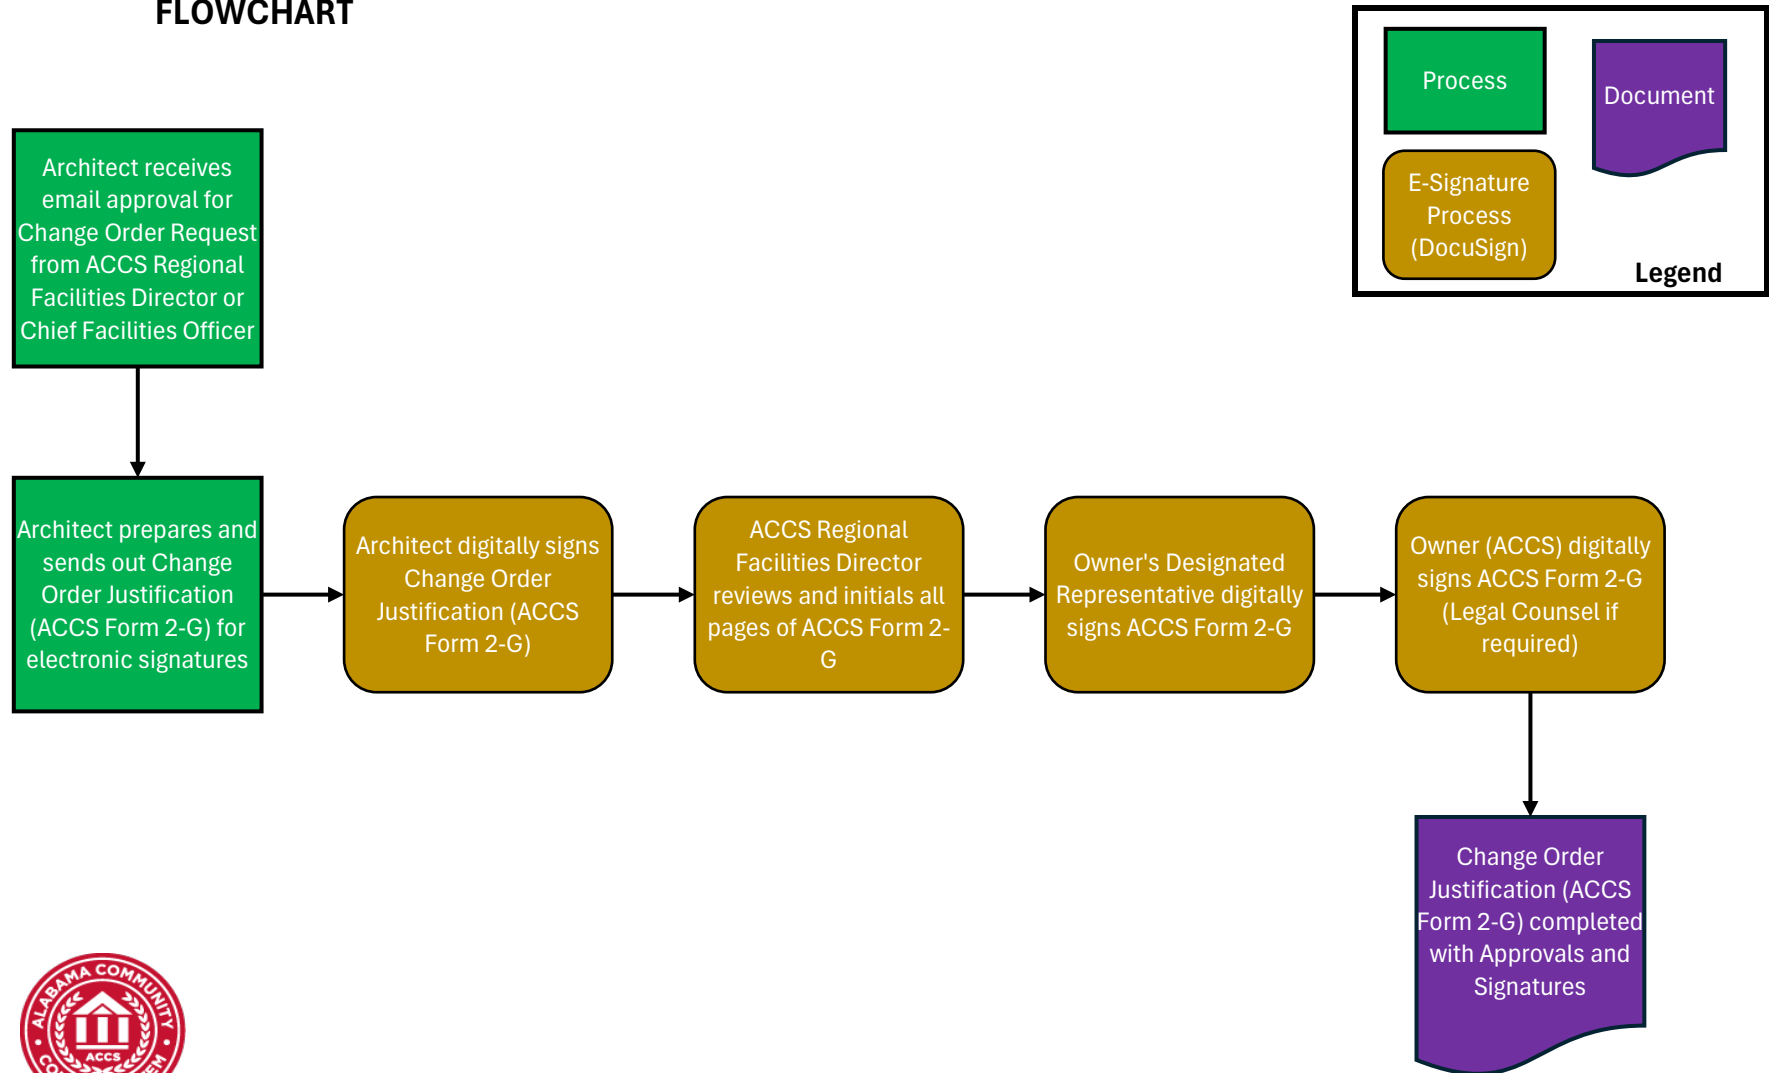 FLOWCHART
Process
Document
E-Signature
Process
(DocuSign)
Legend
Architect receives
email approval for
Change Order Request
from ACCS Regional
Facilities Director or
Chief Facilities Officer
Architect prepares and
sends out Change
Order Justification
(ACCS Form 2-G) for
electronic signatures
Architect digitally signs
Change Order
Justification (ACCS
Form 2-G)
ACCS Regional
Facilities Director
reviews and initials all
pages of ACCS Form 2-
G
Owner's Designated
Representative digitally
signs ACCS Form 2-G
Owner (ACCS) digitally
signs ACCS Form 2-G
(Legal Counsel if
required)
Change Order
Justification (ACCS
Form 2-G) completed
with Approvals and
Signatures
ALABAMA COMMUNITY
ACCS